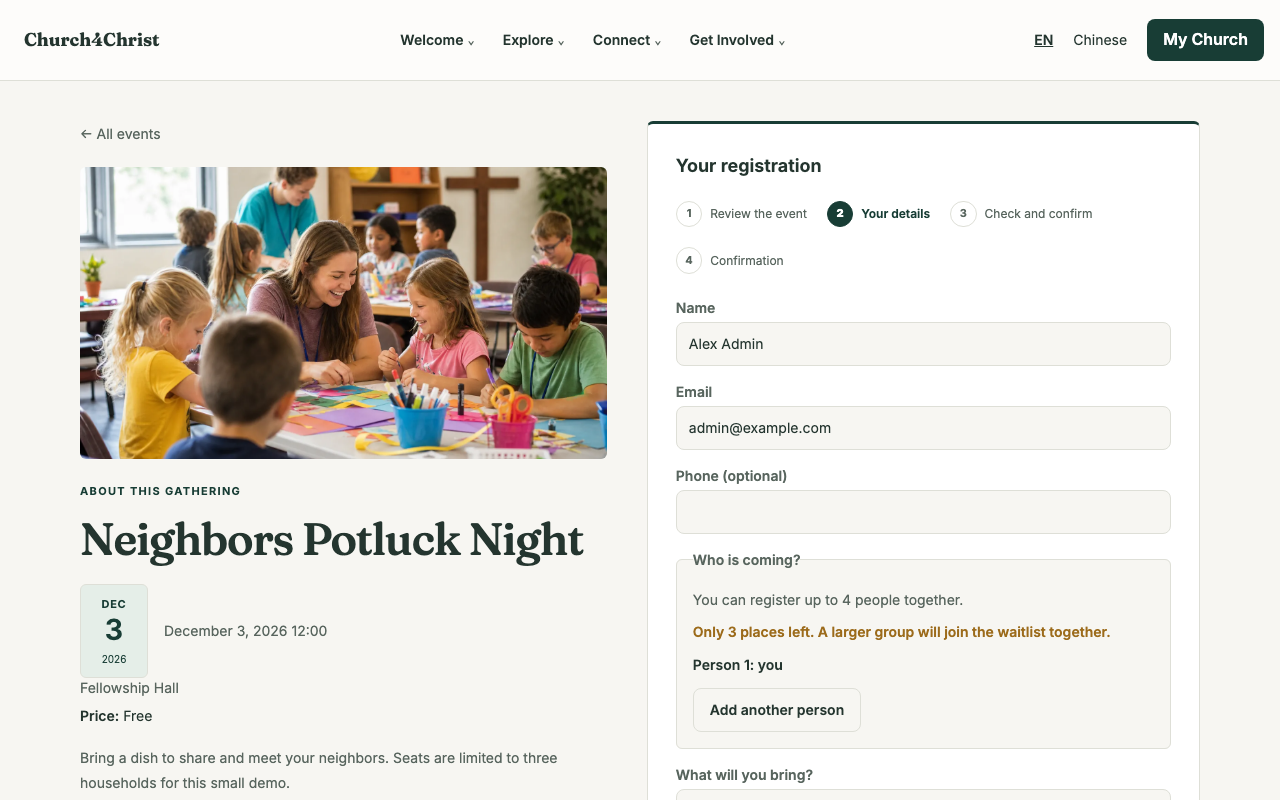 Church4Christ
Welcome
Explore
Connect
Get Involved
EN
Chinese
My Church
← All events
ABOUT THIS GATHERING
Neighbors Potluck Night
DEC
3
2026
December 3, 2026 12:00
Fellowship Hall
Price: Free
Bring a dish to share and meet your neighbors. Seats are limited to three
households for this small demo.
Your registration
1 Review the event
2 Your details
3 Check and confirm
4 Confirmation
Name
Alex Admin
Email
admin@example.com
Phone (optional)
Who is coming?
You can register up to 4 people together.
Only 3 places left. A larger group will join the waitlist together.
Person 1: you
Add another person
What will you bring?